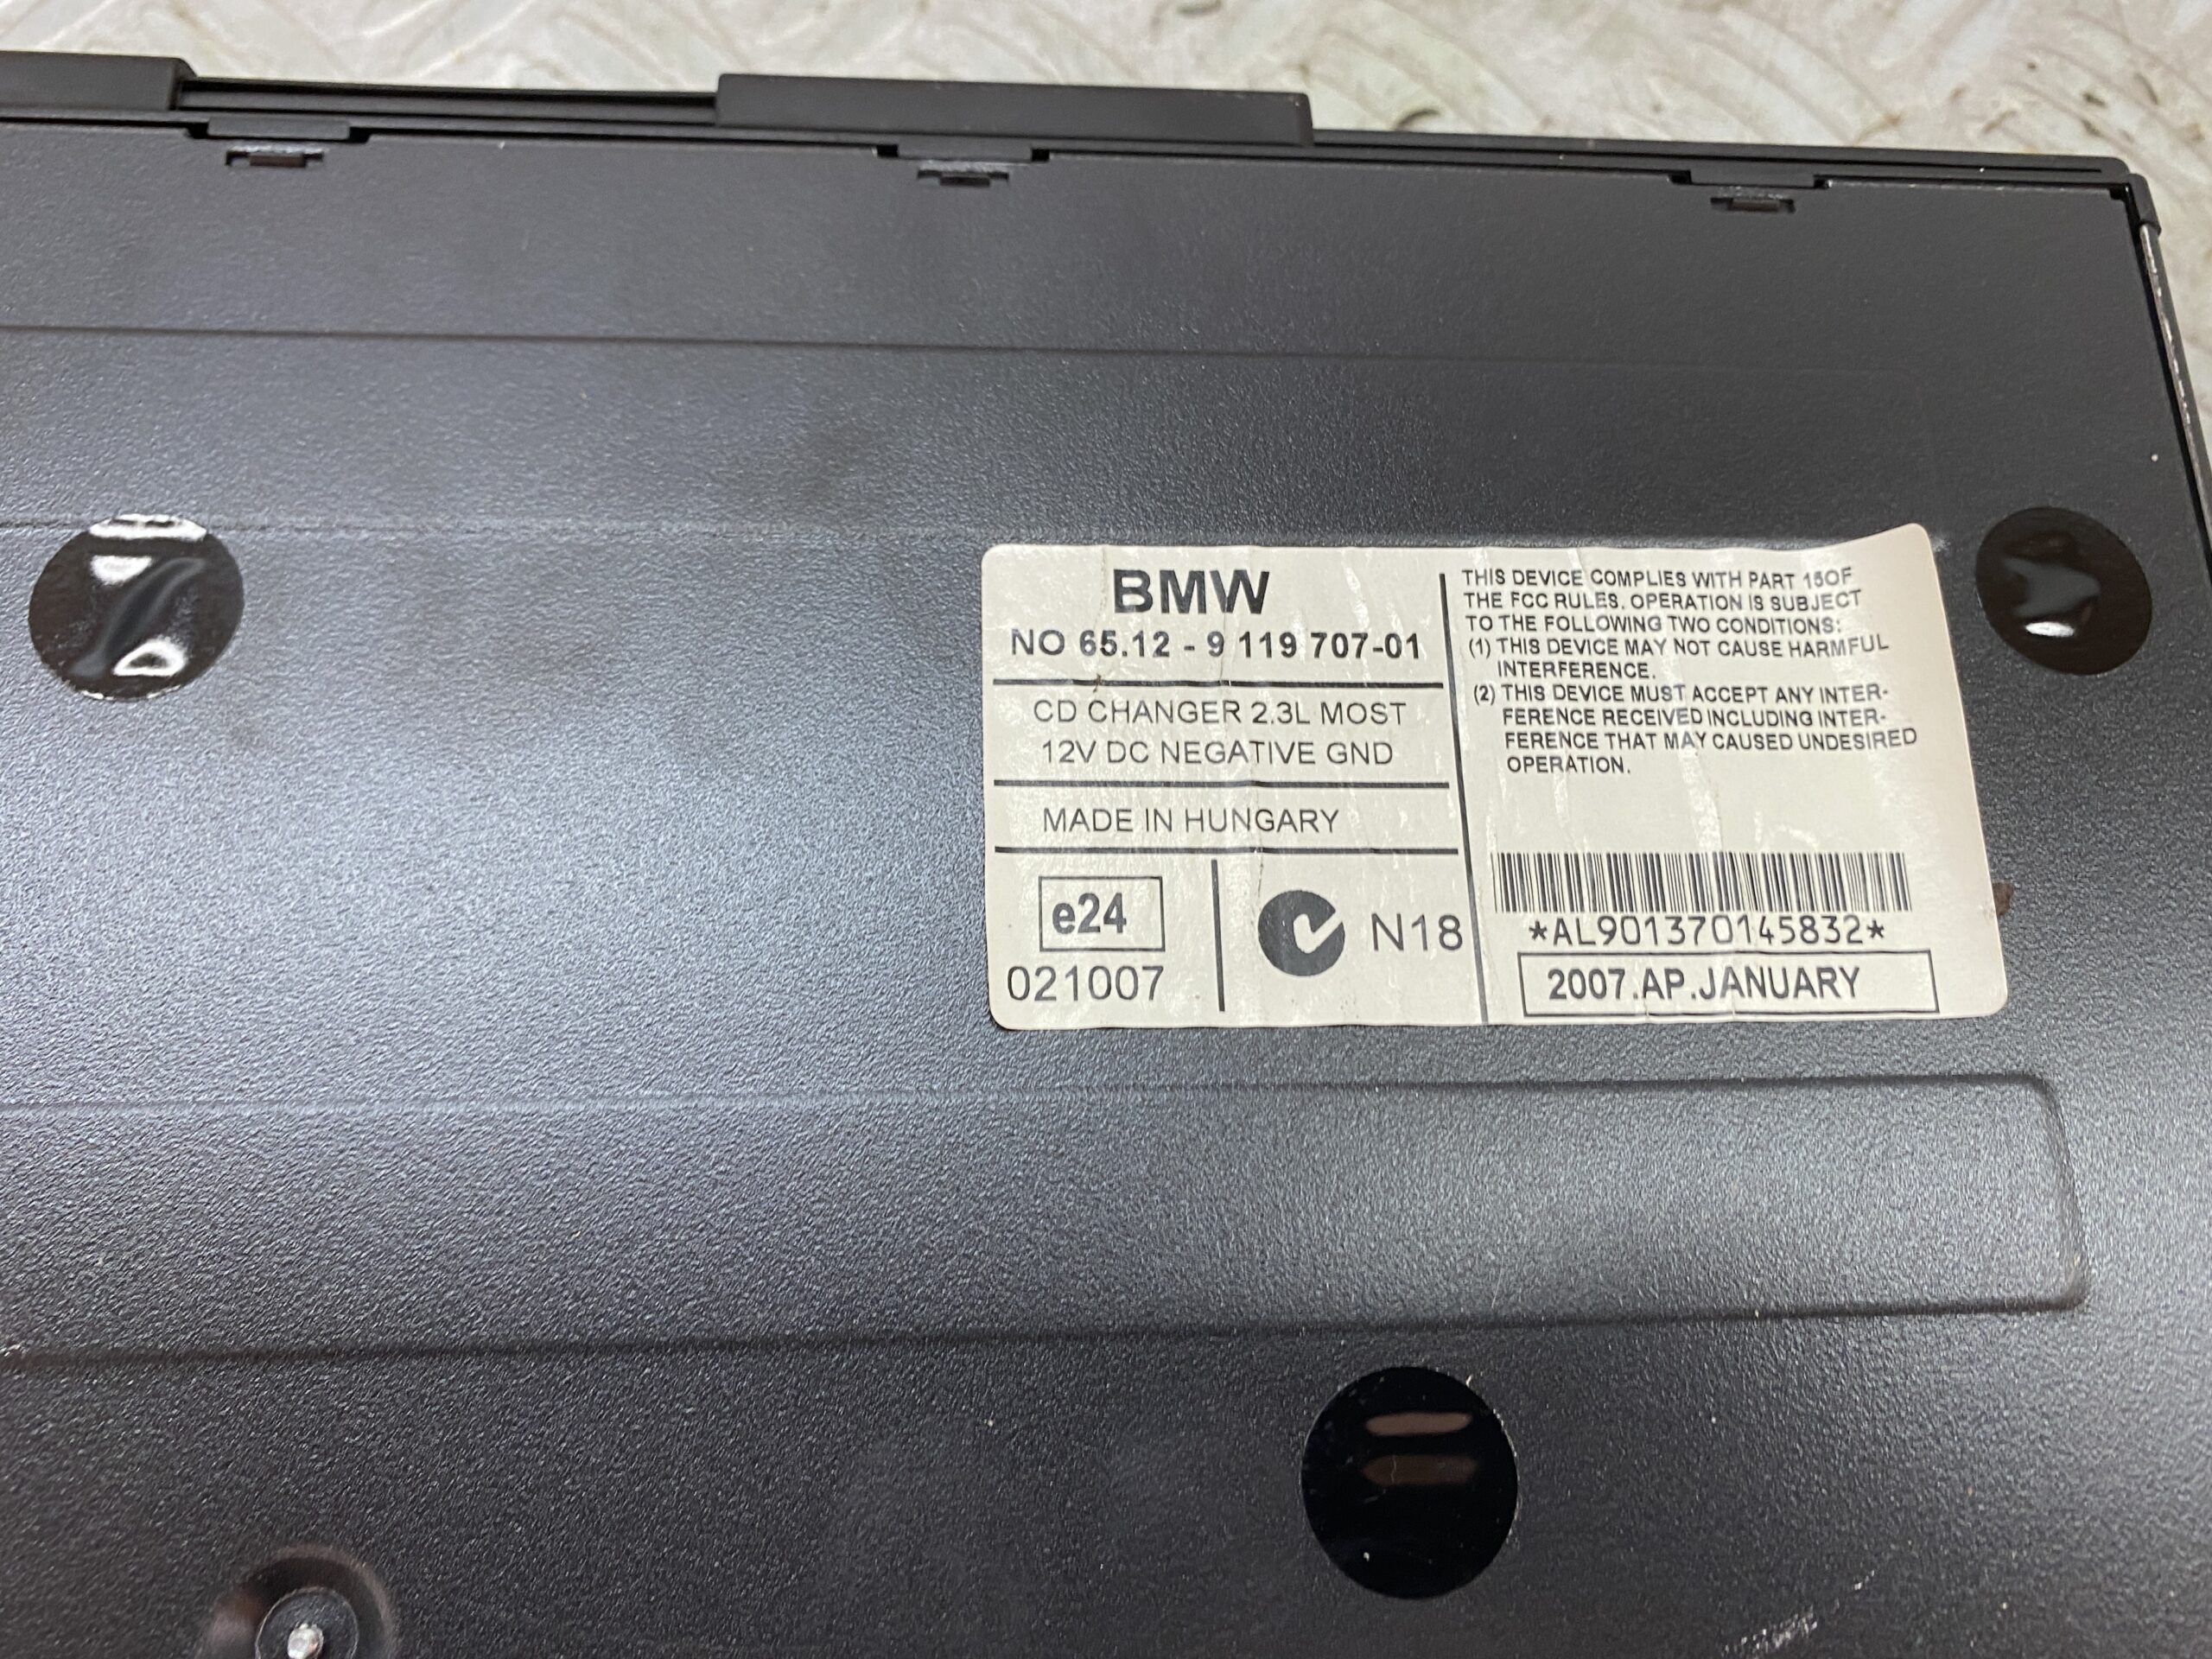 BMW
NO 65.12 - 9 119 707-01
CD CHANGER 2.3L MOST
12V DC NEGATIVE GND
MADE IN HUNGARY
e24
021007
N18
THIS DEVICE COMPLIES WITH PART 15OF
THE FCC RULES. OPERATION IS SUBJECT
TO THE FOLLOWING TWO CONDITIONS:
(1) THIS DEVICE MAY NOT CAUSE HARMFUL
INTERFERENCE.
(2) THIS DEVICE MUST ACCEPT ANY INTER-
FERENCE RECEIVED INCLUDING INTER-
FERENCE THAT MAY CAUSED UNDESIRED
OPERATION.
*AL901370145832*
2007.AP.JANUARY